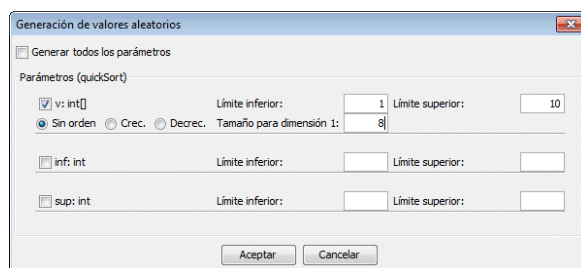 Generación de valores aleatorios
Generar todos los parámetros
Parámetros (quickSort)
v: int[] Límite inferior: 1 Límite superior: 10
Sin orden Crec. Decrec. Tamaño para dimensión 1: 8
inf: int Límite inferior: Límite superior:
sup: int Límite inferior: Límite superior:
Aceptar Cancelar